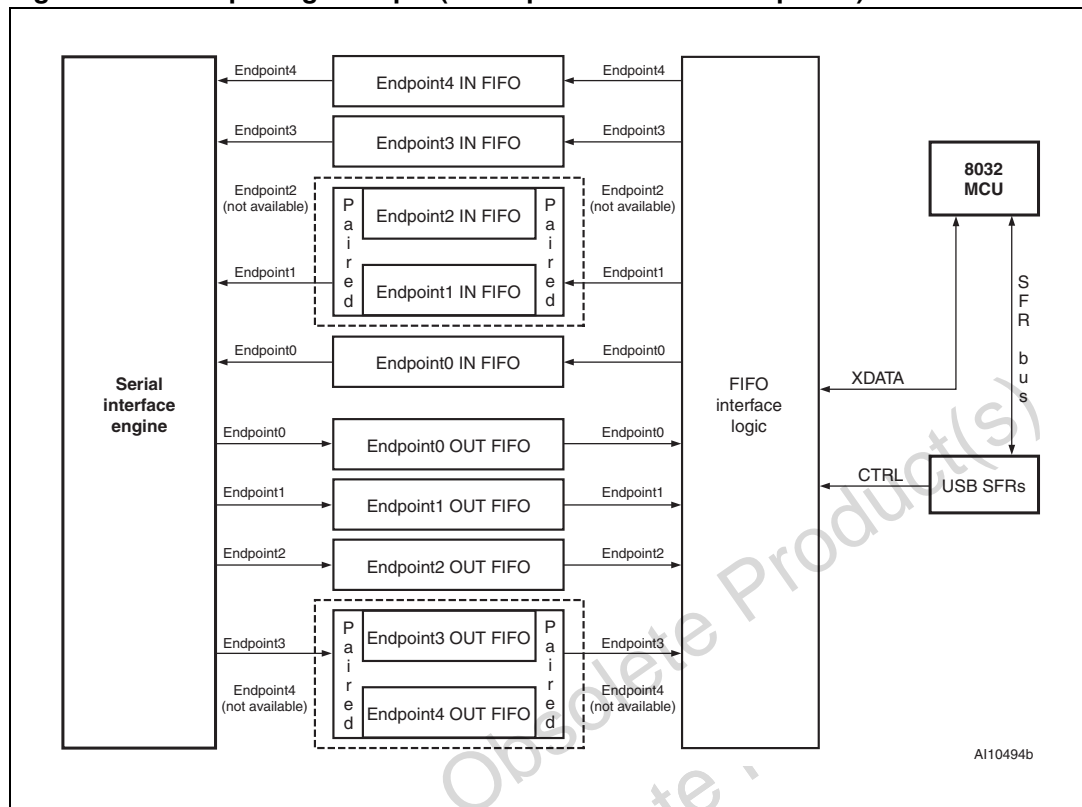 Endpoint4
Endpoint4 IN FIFO
Endpoint4
Endpoint3
Endpoint3 IN FIFO
Endpoint3
Endpoint2
(not available)
Paired
Endpoint2 IN FIFO
Paired
Endpoint2
(not available)
Endpoint1
Endpoint1 IN FIFO
Endpoint1
Endpoint0
Endpoint0 IN FIFO
Endpoint0
Serial
interface
engine
FIFO
interface
logic
8032
MCU
SFR bus
XDATA
CTRL
USB SFRs
Endpoint0
Endpoint0 OUT FIFO
Endpoint0
Endpoint1
Endpoint1 OUT FIFO
Endpoint1
Endpoint2
Endpoint2 OUT FIFO
Endpoint2
Endpoint3
Paired
Endpoint3 OUT FIFO
Paired
Endpoint3
Endpoint4
(not available)
Endpoint4 OUT FIFO
Endpoint4
(not available)
Obsolete Product(s)
AI10494b